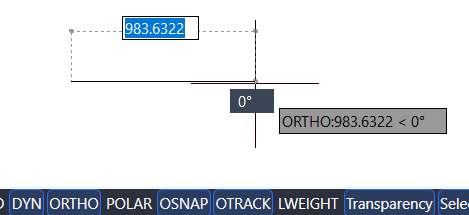 983.6322
0°
ORTHO:983.6322 < 0°
DYN ORTHO POLAR OSNAP OTRACK LWEIGHT Transparency